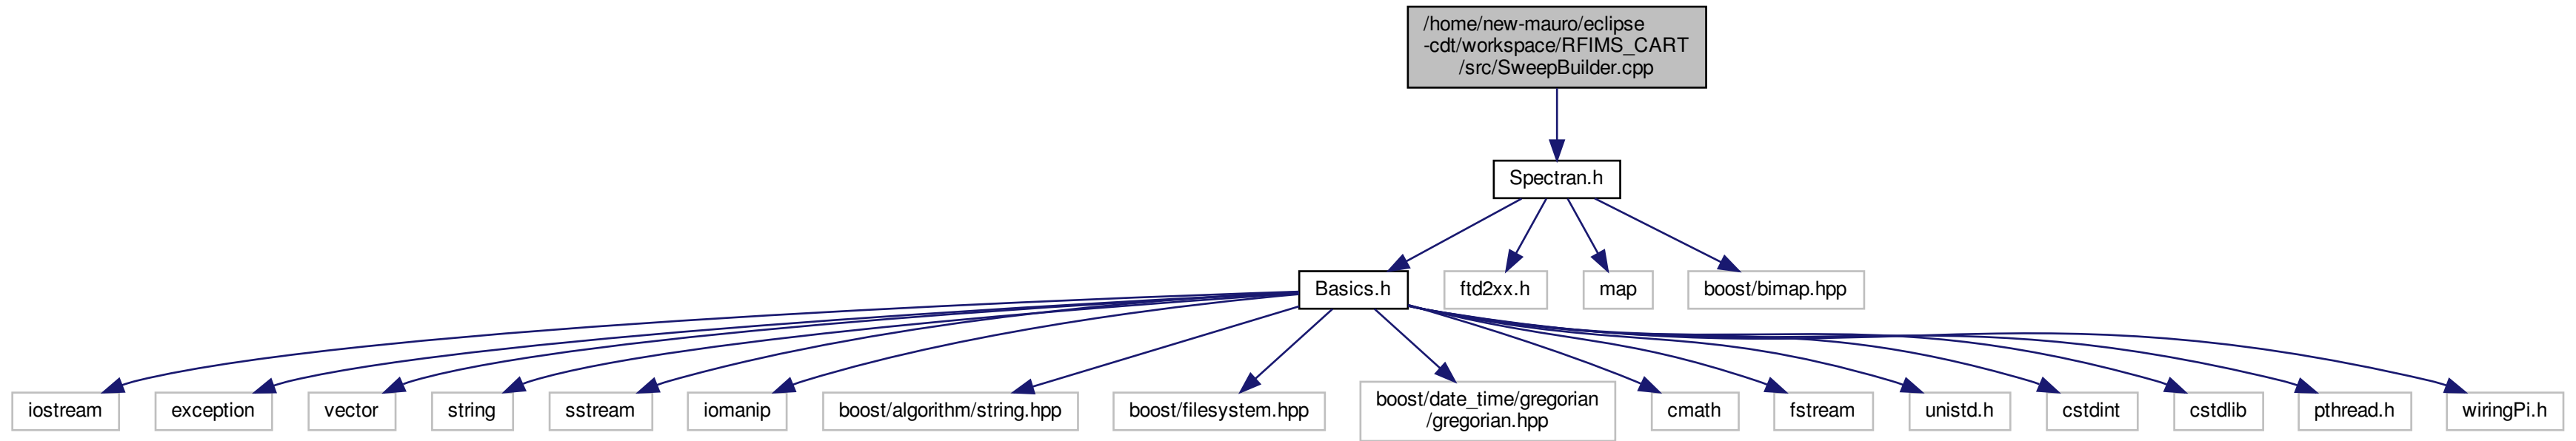 /home/new-mauro/eclipse
-cdt/workspace/RFIMS_CART
/src/SweepBuilder.cpp
Spectran.h
Basics.h
ftd2xx.h
map
boost/bimap.hpp
iostream
exception
vector
string
sstream
iomanip
boost/algorithm/string.hpp
boost/filesystem.hpp
boost/date_time/gregorian
/gregorian.hpp
cmath
fstream
unistd.h
cstdint
cstdlib
pthread.h
wiringPi.h